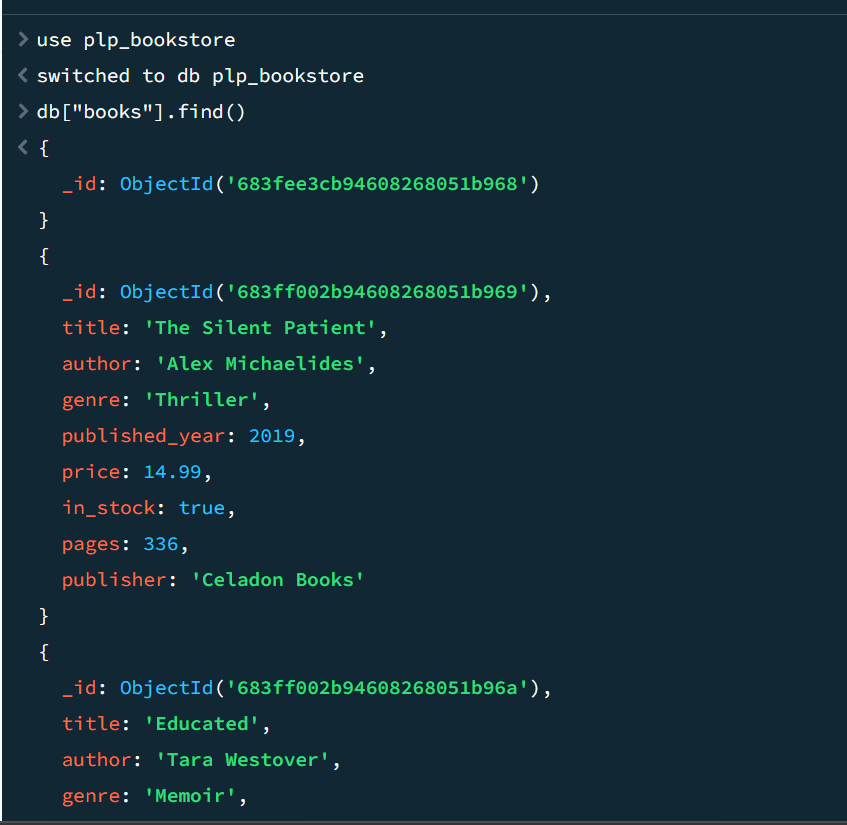 > use plp_bookstore
< switched to db plp_bookstore
> db["books"].find()
< {
_id: ObjectId('683fee3cb94608268051b968')
}
{
_id: ObjectId('683ff002b94608268051b969'),
title: 'The Silent Patient',
author: 'Alex Michaelides',
genre: 'Thriller',
published_year: 2019,
price: 14.99,
in_stock: true,
pages: 336,
publisher: 'Celadon Books'
}
{
_id: ObjectId('683ff002b94608268051b96a'),
title: 'Educated',
author: 'Tara Westover',
genre: 'Memoir',